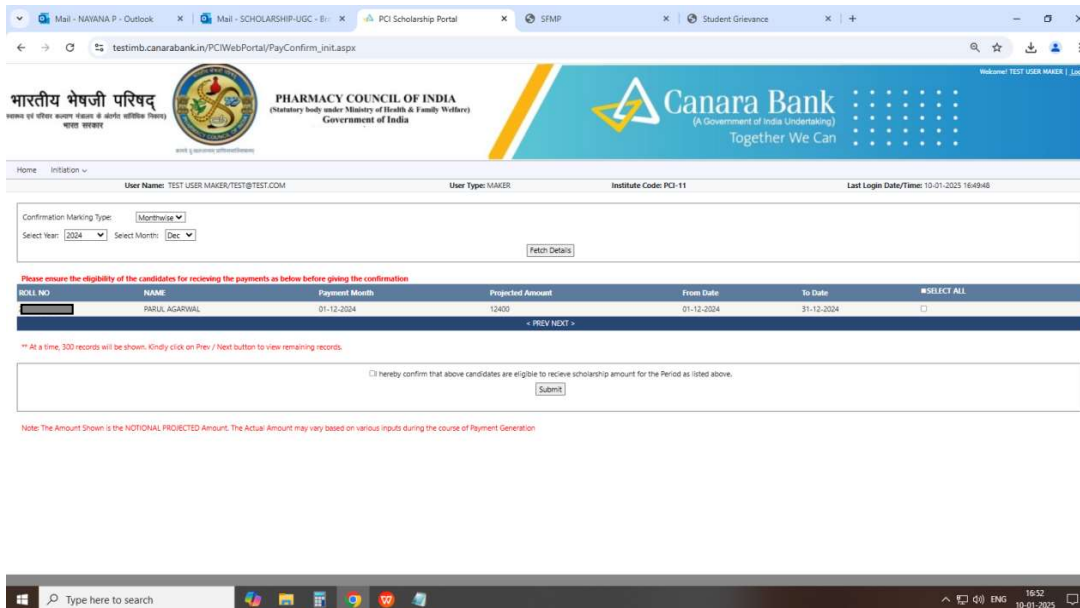 Mail - NAYANA P - Outlook
Mail - SCHOLARSHIP-UGC -
PCI Scholarship Portal
SFMP
Student Grievance
testimb.canarabank.in/PCIWebPortal/PayConfirm_init.aspx
Welcome! TEST USER MAKER |
भारतीय भेषजी परिषद्
भारत सरकार
PHARMACY COUNCIL OF INDIA
(Statutory body under Ministry of Health & Family Welfare)
Government of India
Canara Bank
(A Government of India Undertaking)
Together We Can
Home Initiation
User Name: TEST USER MAKER/TEST@TEST.COM User Type: MAKER Institute Code: PCI-11 Last Login Date/Time: 10-01-2025 16:49:48
Confirmation Marking Type: Monthwise
Select Year: 2024 Select Month: Dec
Fetch Details
Please ensure the eligibility of the candidates for recieving the payments as below before giving the confirmation
ROLL NO NAME Payment Month Projected Amount From Date To Date SELECT ALL
PARUL AGARWAL 01-12-2024 12400 01-12-2024 31-12-2024
< PREV NEXT >
** At a time, 300 records will be shown. Kindly click on Prev / Next button to view remaining records.
I hereby confirm that above candidates are eligible to recieve scholarship amount for the Period as listed above.
Submit
Note: The Amount Shown is the NOTIONAL PROJECTED Amount. The Actual Amount may vary based on various inputs during the course of Payment Generation
Type here to search
ENG
16:52
10-01-2025